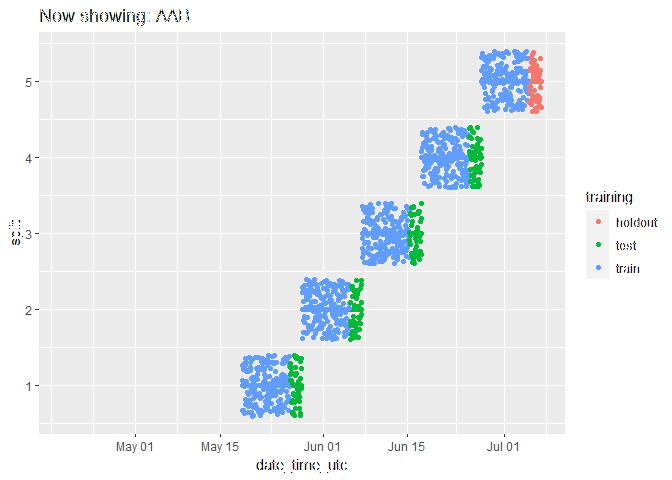 Now showing: AAB
5
4
split 3
2
1
May 01 May 15 Jun 01 Jun 15 Jul 01
date_time_utc
training
holdout
test
train